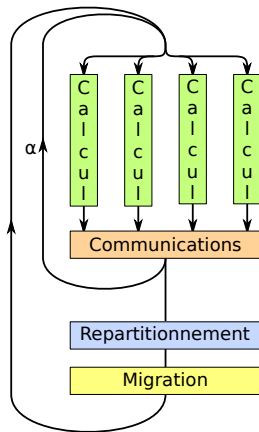 Calcul
Calcul
Calcul
Calcul
α
Communications
Repartitionnement
Migration